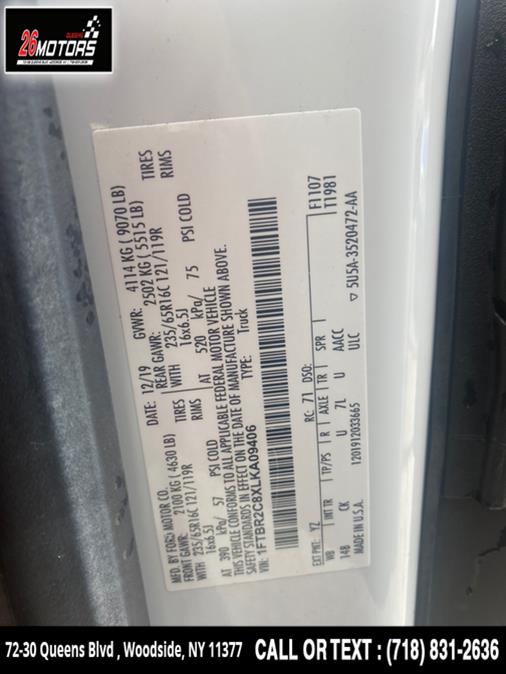 26
QUEENS
MOTORS
MFD. BY FORD MOTOR CO.
DATE: 12/19
GVWR: 4114 KG ( 9070 LB)
FRONT GAWR: 2100 KG ( 4630 LB)
REAR GAWR: 2502 KG ( 5515 LB)
WITH 235/65R16C 121/119R TIRES
WITH 235/65R16C 121/119R TIRES
16x6.5J RIMS
16x6.5J RIMS
AT 390 kPa/ 57 PSI COLD
AT 520 kPa/ 75 PSI COLD
THIS VEHICLE CONFORMS TO ALL APPLICABLE FEDERAL MOTOR VEHICLE
SAFETY STANDARDS IN EFFECT ON THE DATE OF MANUFACTURE SHOWN ABOVE.
VIN: 1FTBR2C8XLKA09406
TYPE: Truck
F1107
T1981
EXT PNT: YZ RC: 71 DSO:
WB INT TR TP/PS R AXLE TR SPR
148 CK U 7L U AACC
MADE IN U.S.A. 1201912033665 ULC
▽ 5U5A-3520472-AA
72-30 Queens Blvd , Woodside, NY 11377 CALL OR TEXT : (718) 831-2636